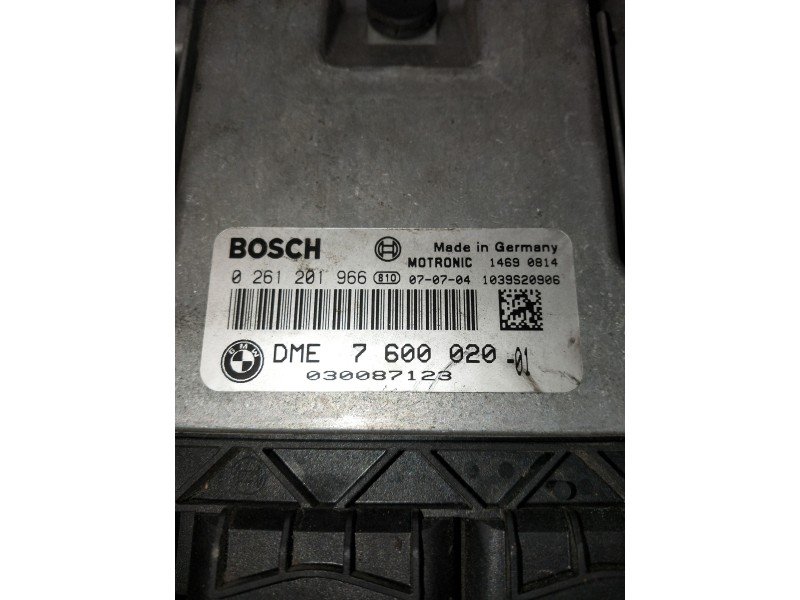 BOSCH Made in Germany
MOTRONIC 1469 0814
0 261 201 966 810 07-07-04 1039S20906
BMW DME 7 600 020 -01
030087123